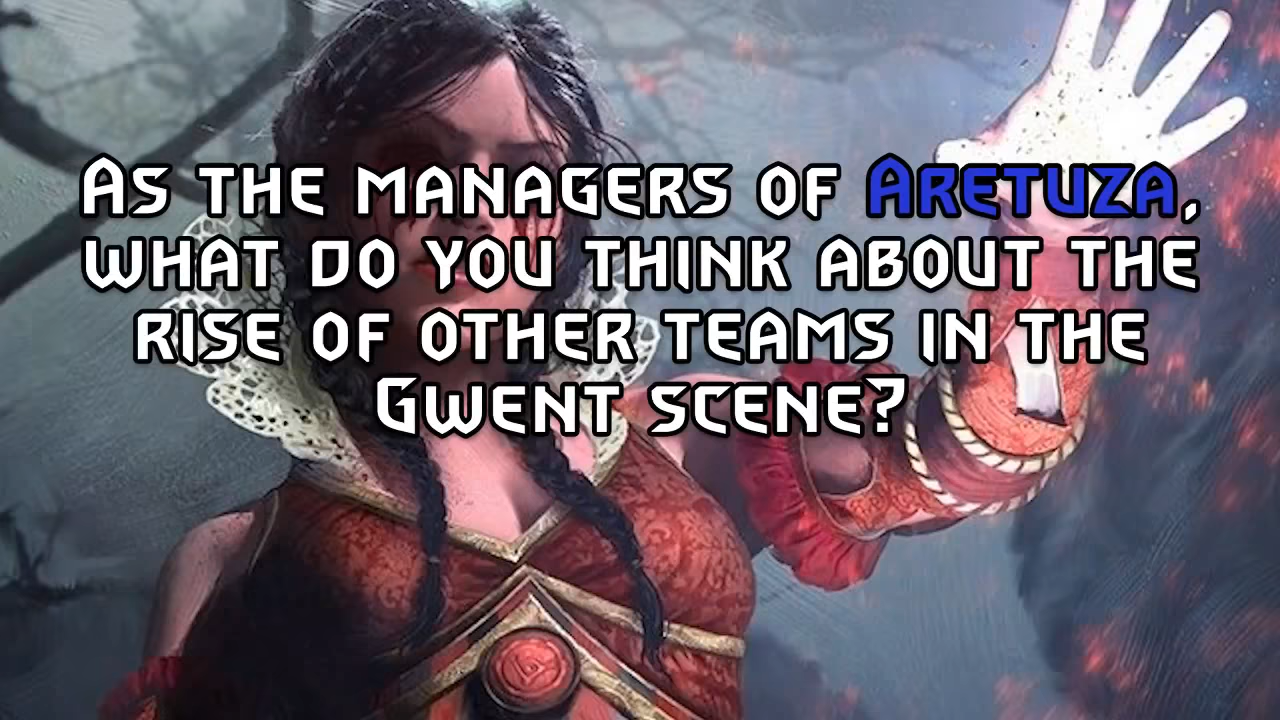 As the managers of Aretuza,
what do you think about the
rise of other teams in the
Gwent scene?